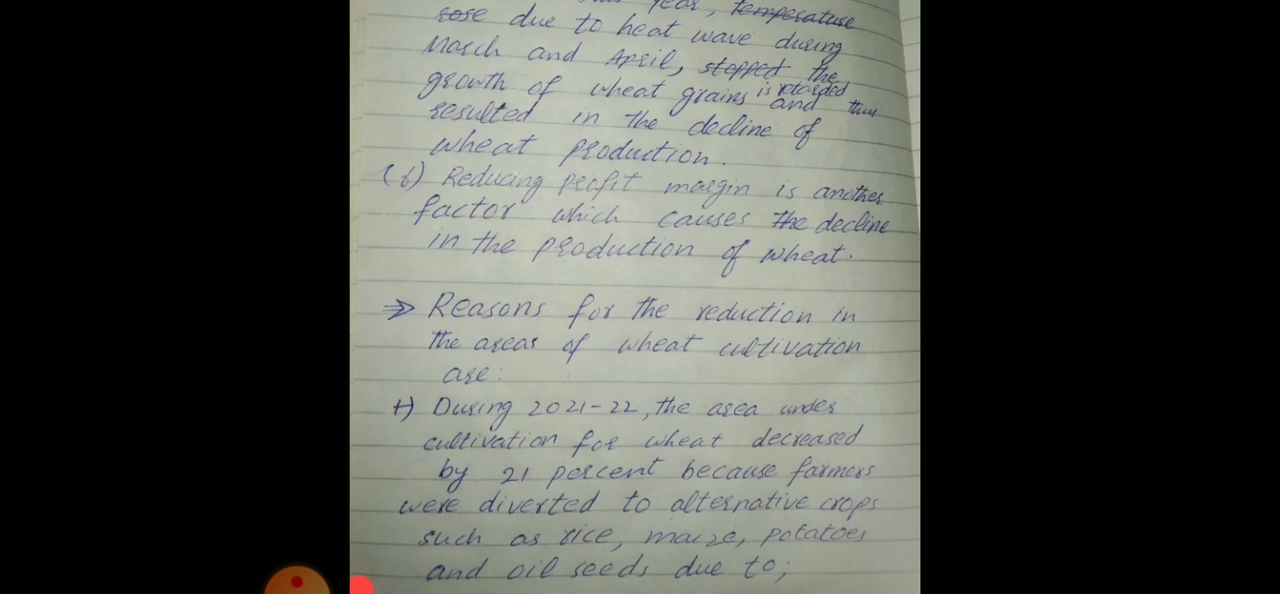 year, temperature
rose due to heat wave during
March and April, stopped the
growth of wheat grains is retarded and thus
resulted in the decline of
wheat production.
(6) Reducing profit margin is another
factor which causes the decline
in the production of wheat.
⇒ Reasons for the reduction in
the areas of wheat cultivation
are:
1) During 2021-22, the area under
cultivation for wheat decreased
by 21 percent because farmers
were diverted to alternative crops
such as rice, maize, potatoes
and oil seeds due to;